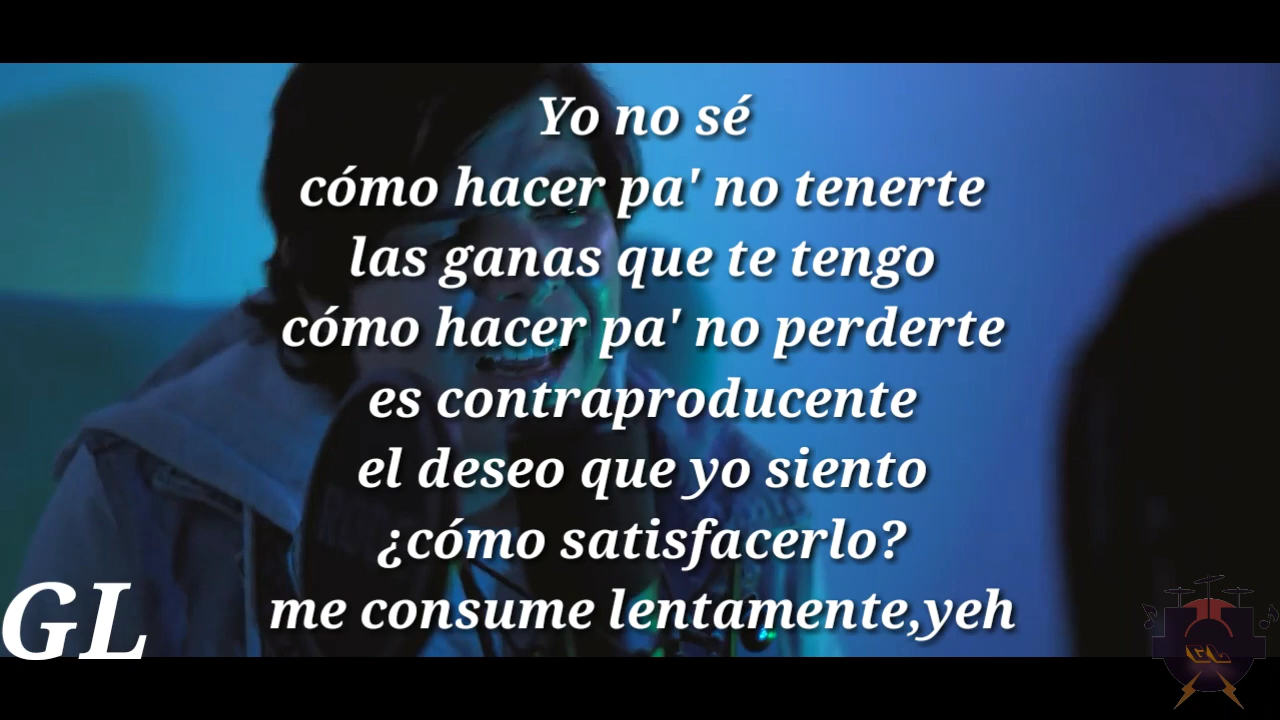 Yo no sé
cómo hacer pa' no tenerte
las ganas que te tengo
cómo hacer pa' no perderte
es contraproducente
el deseo que yo siento
¿cómo satisfacerlo?
me consume lentamente,yeh
GL
GL